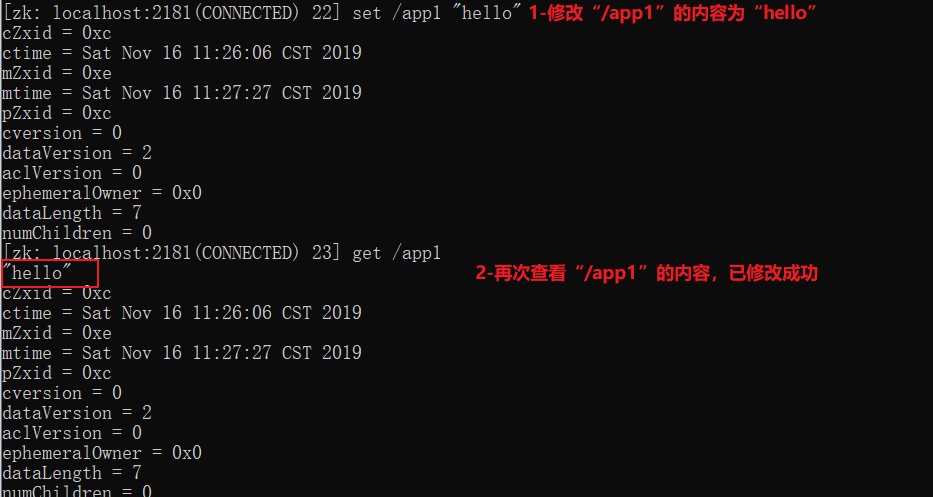 [zk: localhost:2181(CONNECTED) 22] set /app1 "hello" 1-修改“/app1”的内容为“hello”
cZxid = 0xc
ctime = Sat Nov 16 11:26:06 CST 2019
mZxid = 0xe
mtime = Sat Nov 16 11:27:27 CST 2019
pZxid = 0xc
cversion = 0
dataVersion = 2
aclVersion = 0
ephemeralOwner = 0x0
dataLength = 7
numChildren = 0
[zk: localhost:2181(CONNECTED) 23] get /app1
"hello" 2-再次查看“/app1”的内容，已修改成功
cZxid = 0xc
ctime = Sat Nov 16 11:26:06 CST 2019
mZxid = 0xe
mtime = Sat Nov 16 11:27:27 CST 2019
pZxid = 0xc
cversion = 0
dataVersion = 2
aclVersion = 0
ephemeralOwner = 0x0
dataLength = 7
numChildren = 0